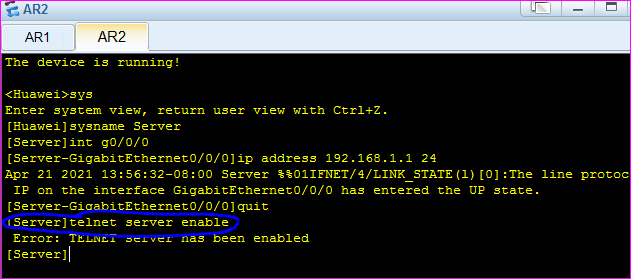 AR2
AR1
AR2
The device is running!
<Huawei>sys
Enter system view, return user view with Ctrl+Z.
[Huawei]sysname Server
[Server]int g0/0/0
[Server-GigabitEthernet0/0/0]ip address 192.168.1.1 24
Apr 21 2021 13:56:32-08:00 Server %%01IFNET/4/LINK_STATE(l)[0]:The line protoc
IP on the interface GigabitEthernet0/0/0 has entered the UP state.
[Server-GigabitEthernet0/0/0]quit
[Server]telnet server enable
Error: TELNET server has been enabled
[Server]